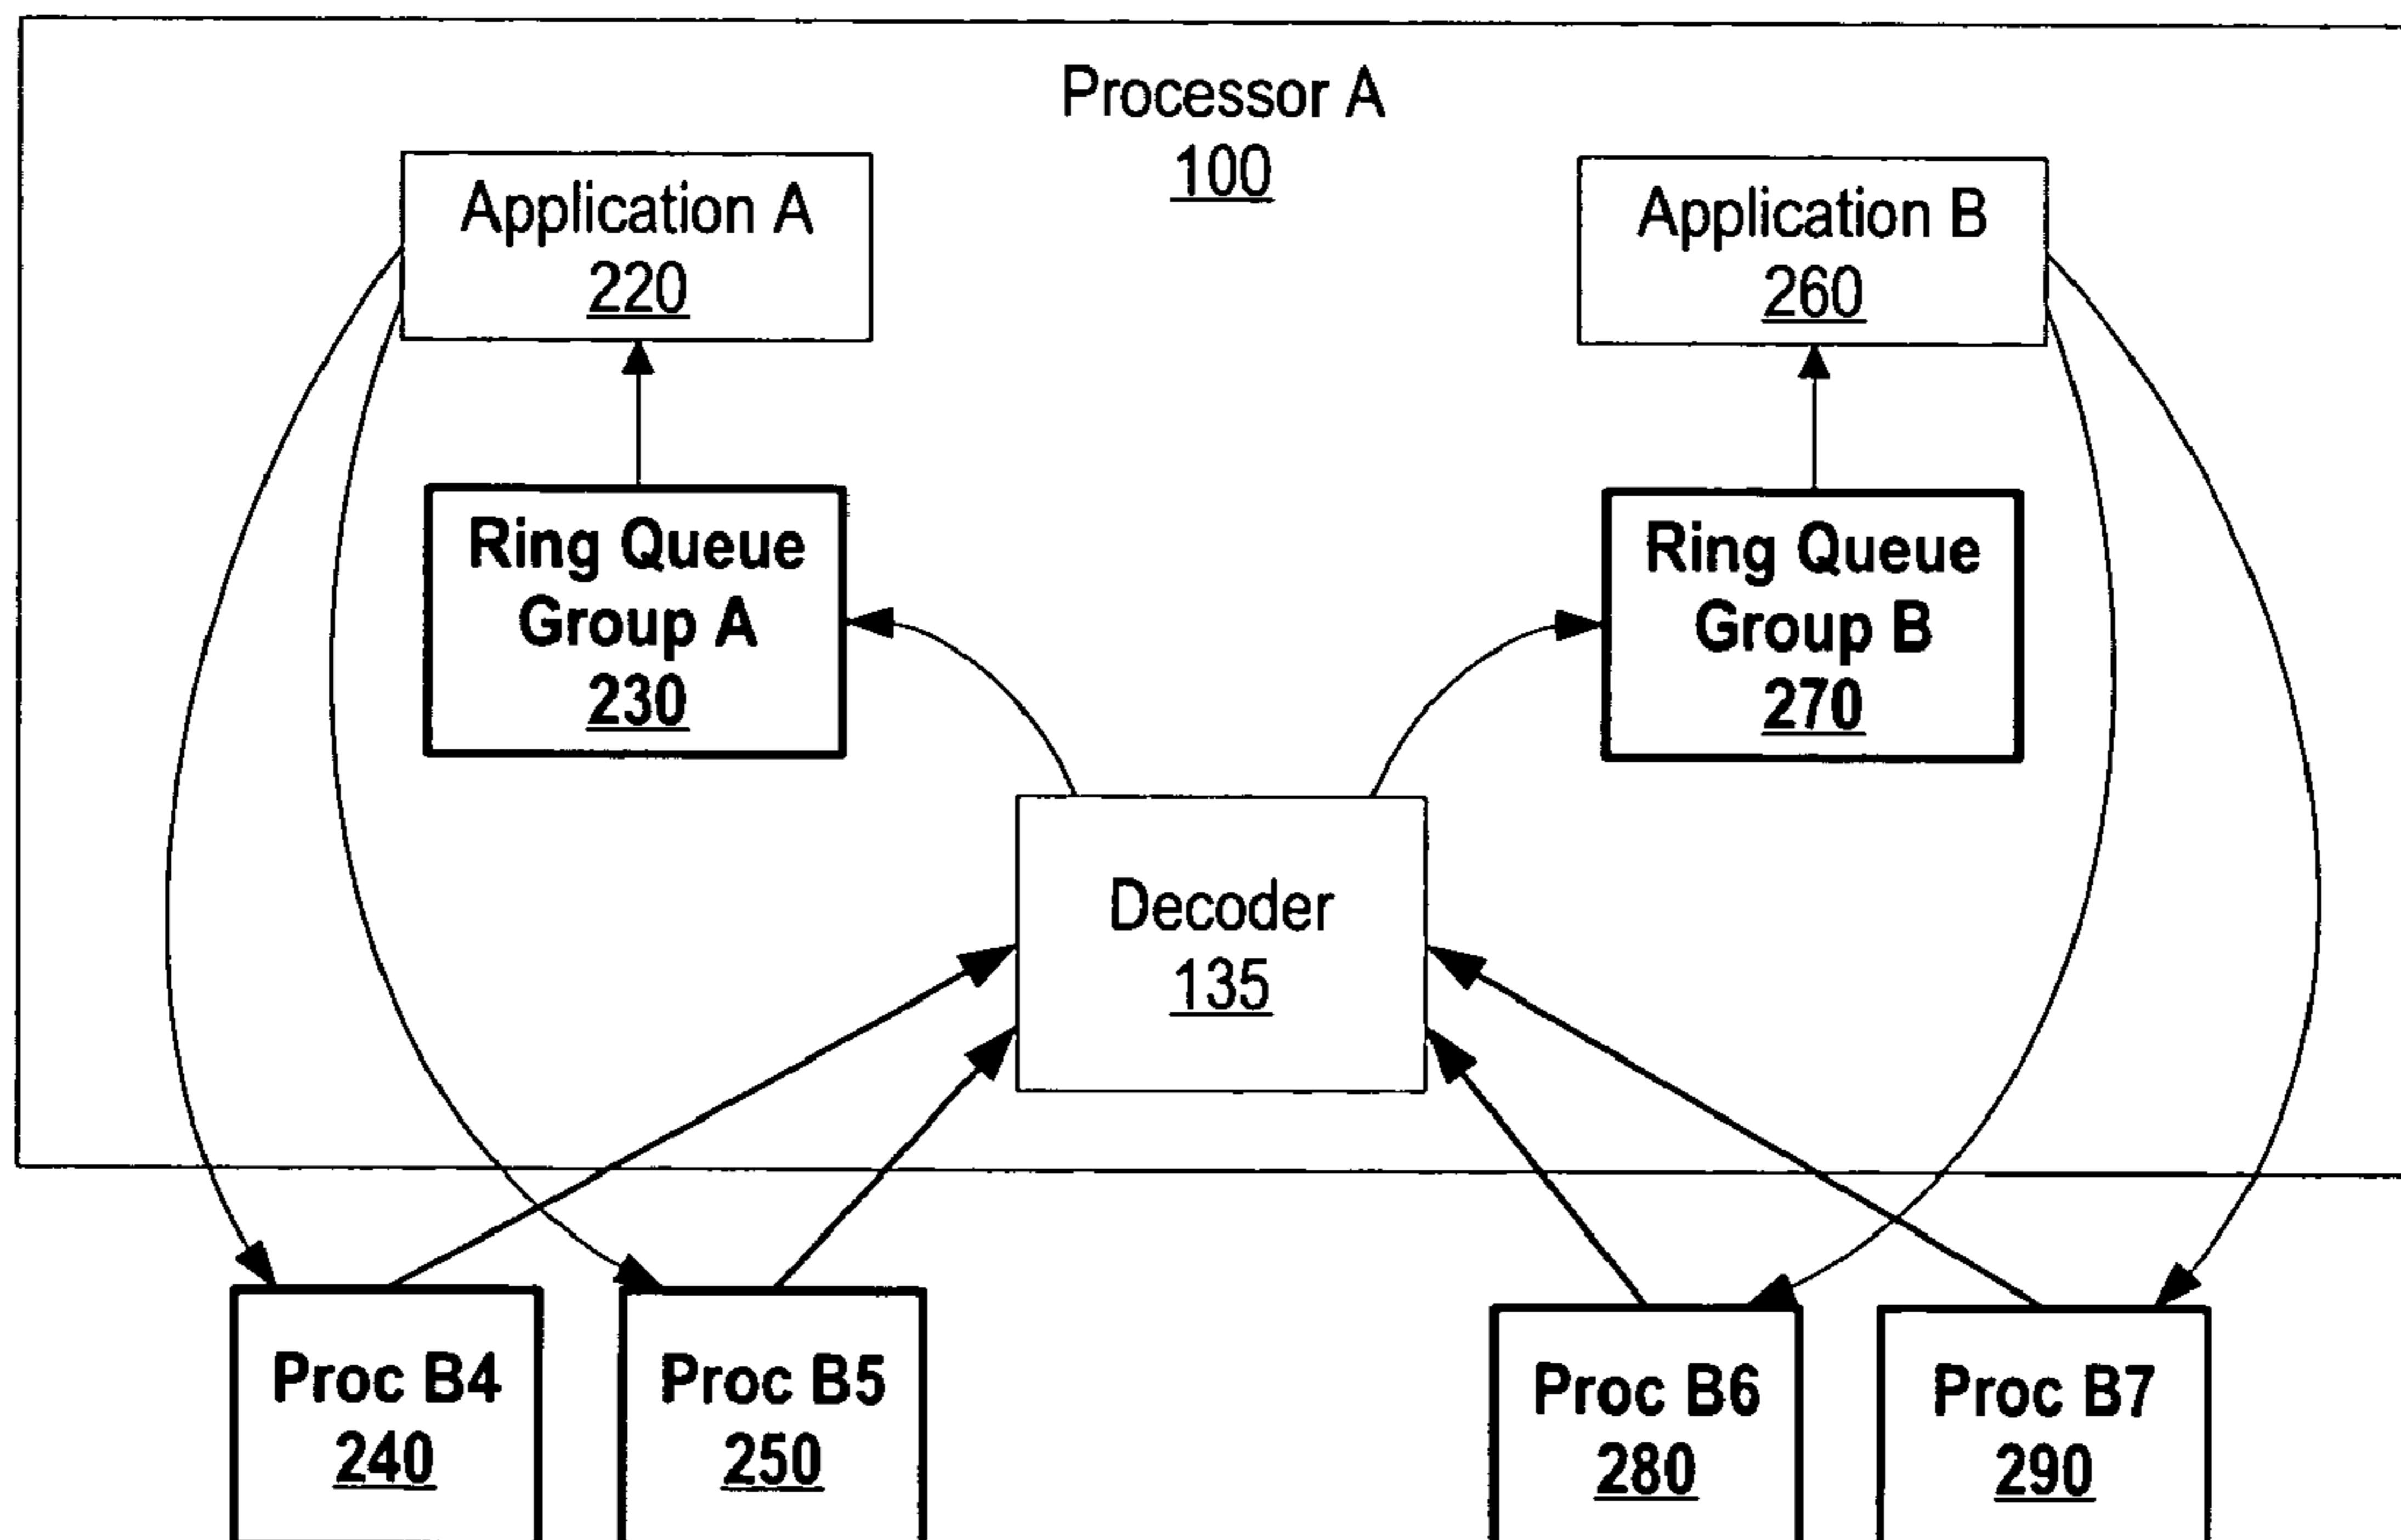 Processor A
100
Application A
220
Application B
260
Ring Queue
Group A
230
Ring Queue
Group B
270
Decoder
135
Proc B4
240
Proc B5
250
Proc B6
280
Proc B7
290